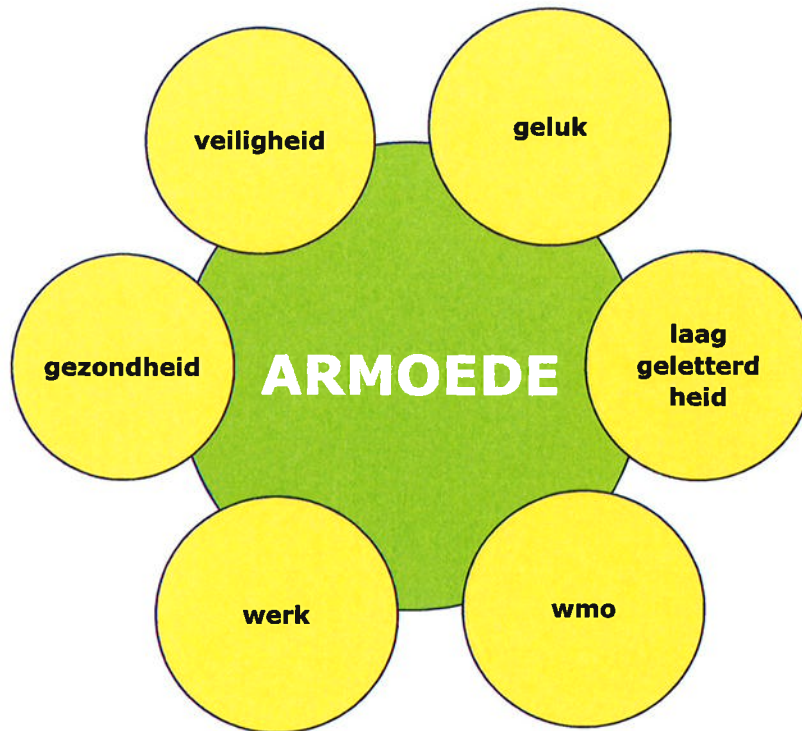 veiligheid
geluk
gezondheid
ARMOEDE
laag
geletterd
heid
werk
wmo